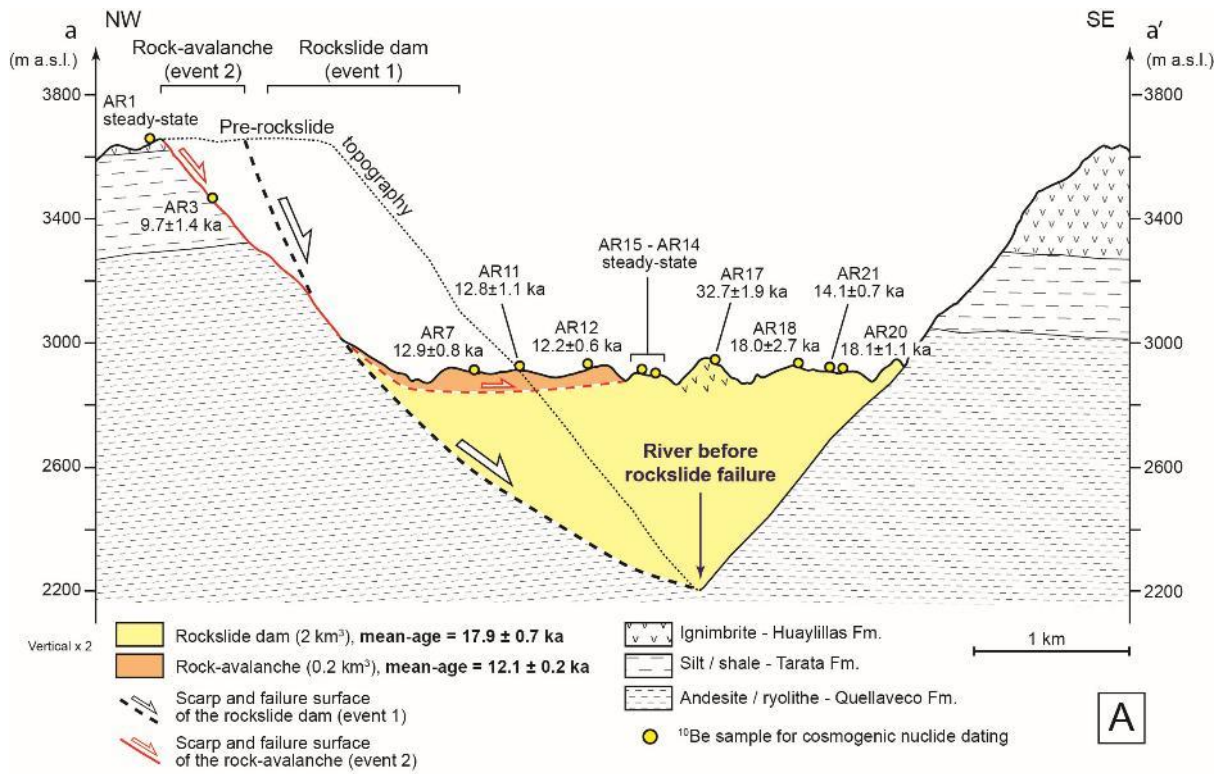 NW
SE
a
a'
(m a.s.l.)
(m a.s.l.)
Rock-avalanche
(event 2)
Rockslide dam
(event 1)
3800
3800
AR1
steady-state
Pre-rockslide
topography
AR3
9.7±1.4 ka
3400
3400
AR15 - AR14
steady-state
AR11
12.8±1.1 ka
AR17
32.7±1.9 ka
AR21
14.1±0.7 ka
AR7
12.9±0.8 ka
AR12
12.2±0.6 ka
AR18
18.0±2.7 ka
AR20
18.1±1.1 ka
3000
3000
2600
2600
River before
rockslide failure
2200
2200
Vertical x 2
Rockslide dam (2 km³), mean-age = 17.9 ± 0.7 ka
Rock-avalanche (0.2 km³), mean-age = 12.1 ± 0.2 ka
Scarp and failure surface
of the rockslide dam (event 1)
Scarp and failure surface
of the rock-avalanche (event 2)
Ignimbrite - Huaylillas Fm.
Silt / shale - Tarata Fm.
Andesite / ryolithe - Quellaveco Fm.
¹⁰Be sample for cosmogenic nuclide dating
1 km
A